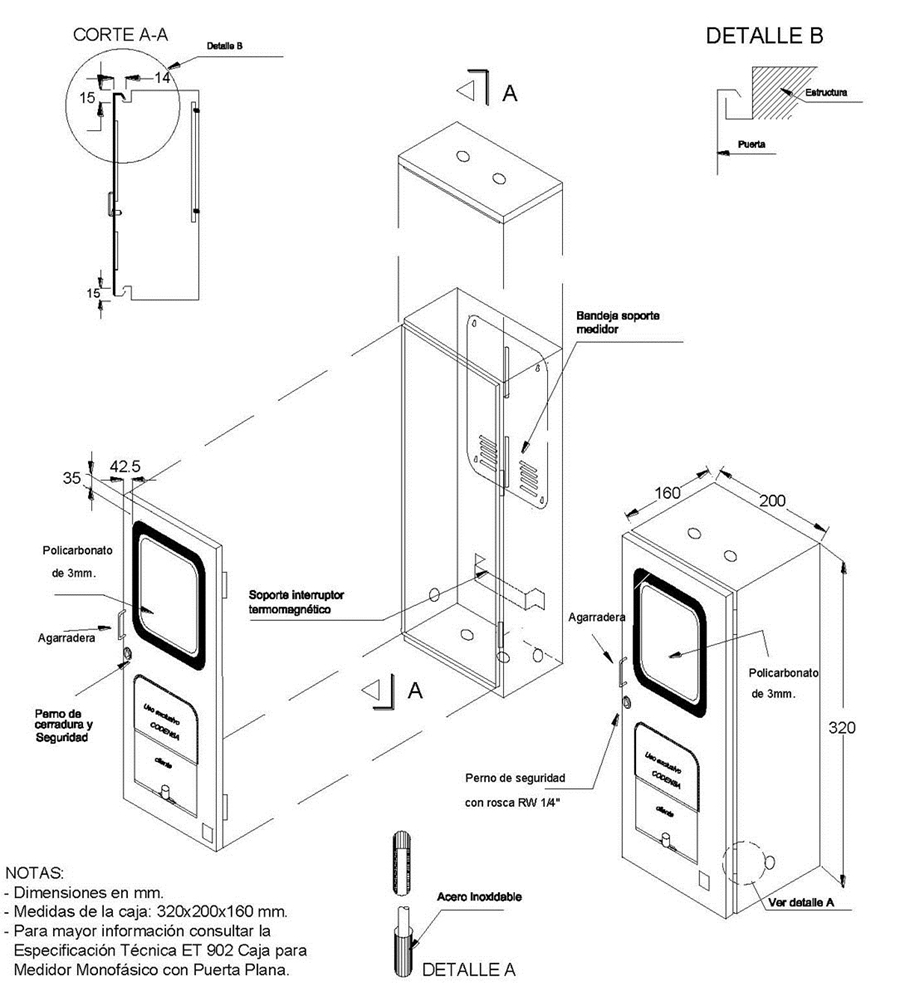 CORTE A-A
Detalle B
14
15
15
A
DETALLE B
Estructura
Puerta
Bandeja soporte
medidor
42.5
35
Policarbonato
de 3mm.
Agarradera
Perno de
cerradura y
Seguridad
Uso exclusivo
CODENSA
cliente
Soporte interruptor
termomagnético
A
160
200
Agarradera
Policarbonato
de 3mm.
320
Uso exclusivo
CODENSA
cliente
Perno de seguridad
con rosca RW 1/4"
Ver detalle A
Acero Inoxidable
DETALLE A
NOTAS:
- Dimensiones en mm.
- Medidas de la caja: 320x200x160 mm.
- Para mayor información consultar la
Especificación Técnica ET 902 Caja para
Medidor Monofásico con Puerta Plana.